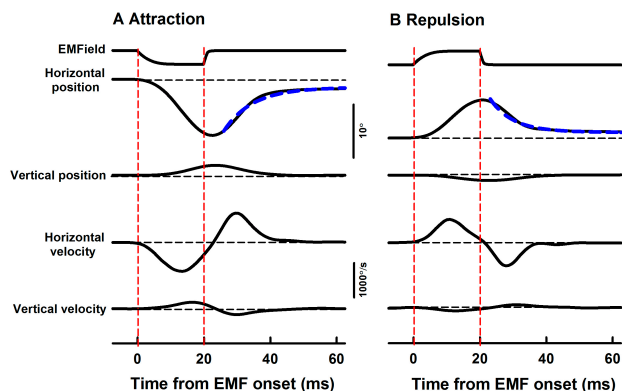 A Attraction
B Repulsion
EMField
Horizontal
position
10°
Vertical position
Horizontal
velocity
1000°/s
Vertical velocity
0 20 40 60
0 20 40 60
Time from EMF onset (ms)
Time from EMF onset (ms)